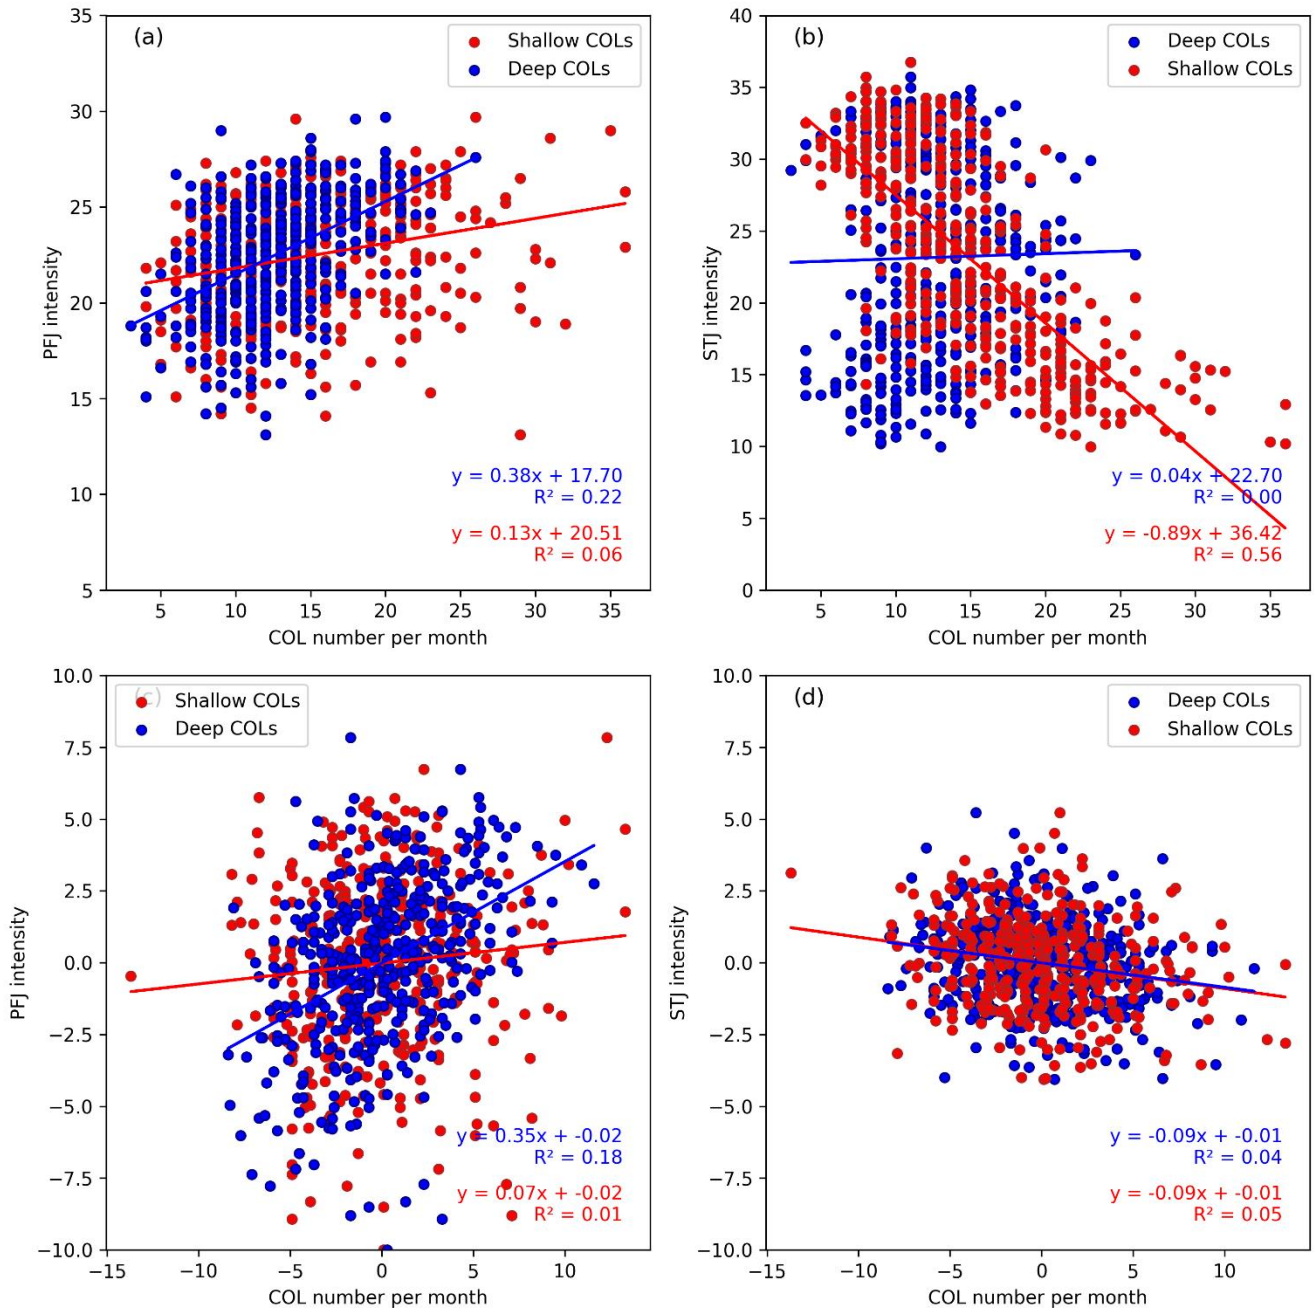 (a)
Shallow COLs
Deep COLs
35
30
25
20
15
10
5
PFJ intensity
y = 0.38x + 17.70
R² = 0.22
y = 0.13x + 20.51
R² = 0.06
5 10 15 20 25 30 35
COL number per month
(b)
Deep COLs
Shallow COLs
40
35
30
25
20
15
10
5
0
STJ intensity
y = 0.04x + 22.70
R² = 0.00
y = -0.89x + 36.42
R² = 0.56
5 10 15 20 25 30 35
COL number per month
(c)
Shallow COLs
Deep COLs
10.0
7.5
5.0
2.5
0.0
−2.5
−5.0
−7.5
−10.0
PFJ intensity
y = 0.35x + -0.02
R² = 0.18
y = 0.07x + -0.02
R² = 0.01
−15 −10 −5 0 5 10
COL number per month
(d)
Deep COLs
Shallow COLs
10.0
7.5
5.0
2.5
0.0
−2.5
−5.0
−7.5
−10.0
STJ intensity
y = -0.09x + -0.01
R² = 0.04
y = -0.09x + -0.01
R² = 0.05
−15 −10 −5 0 5 10
COL number per month